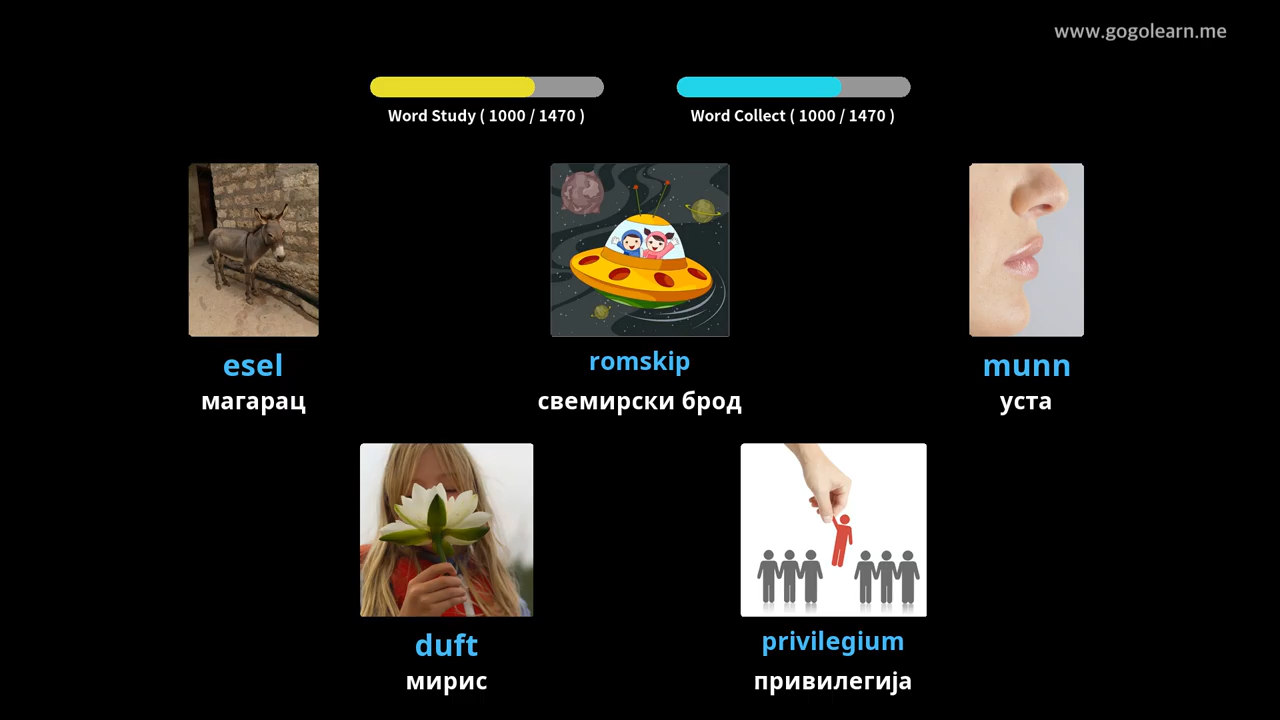 www.gogolearn.me
Word Study ( 1000 / 1470 )
Word Collect ( 1000 / 1470 )
esel
магарац
romskip
свемирски брод
munn
уста
duft
мирис
privilegium
привилегија